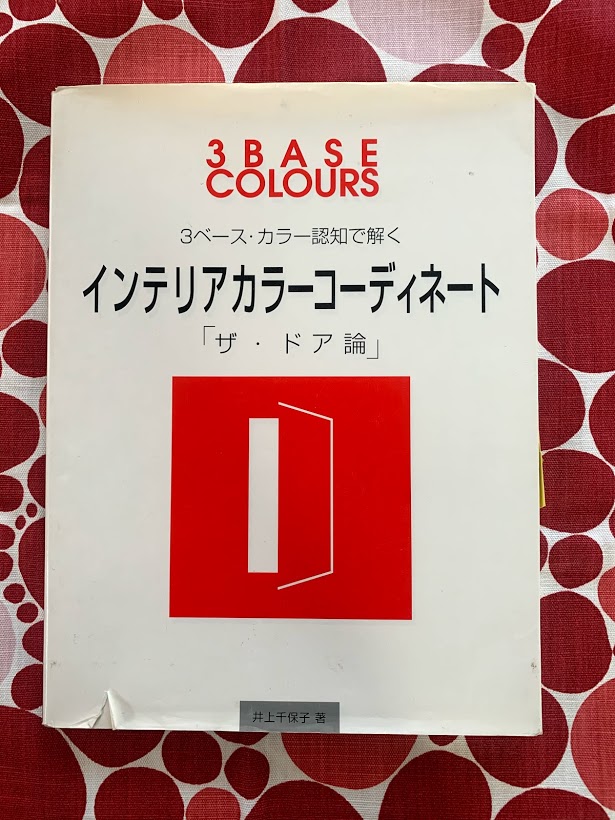 3 BASE
COLOURS
3ベース・カラー認知で解く
インテリアカラーコーディネート
「ザ・ドア論」
井上千保子 著